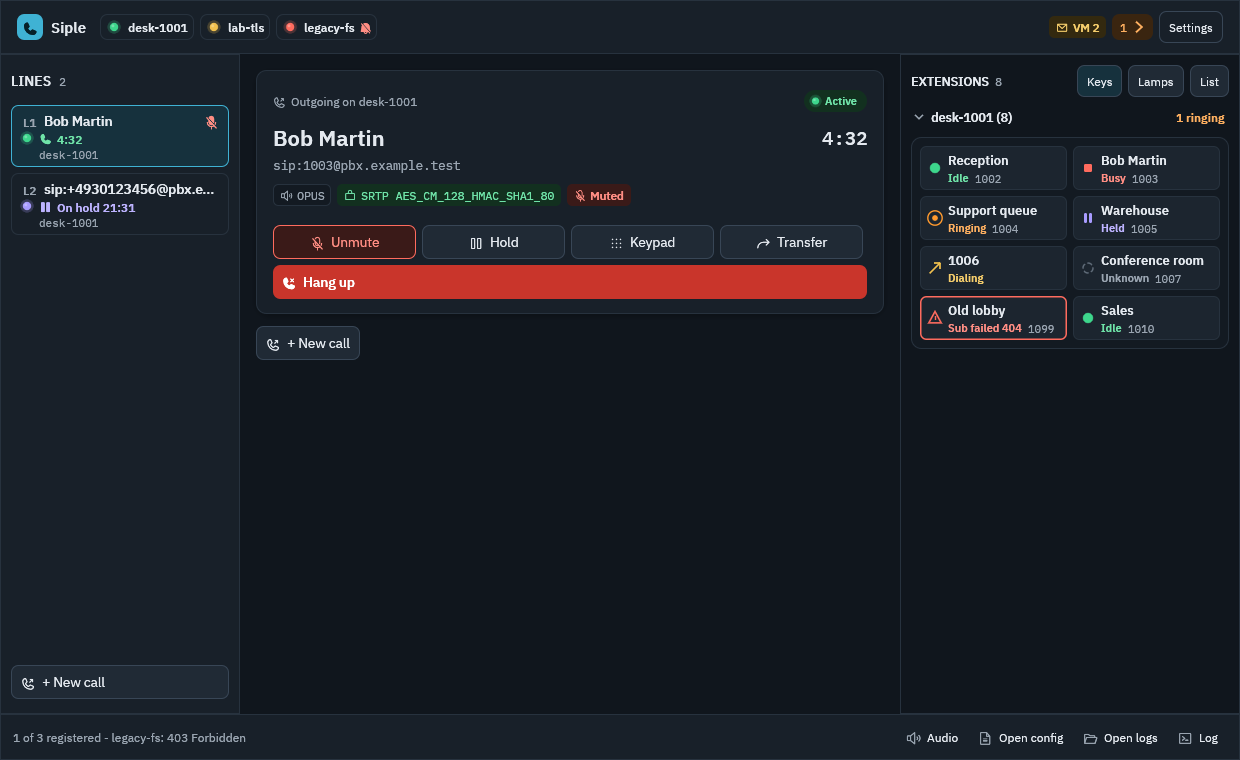 Siple
desk-1001
lab-tls
legacy-fs
VM 2
1
Settings
LINES 2
L1 Bob Martin
4:32
desk-1001
L2 sip:+4930123456@pbx.e...
On hold 21:31
desk-1001
+ New call
Outgoing on desk-1001
Active
Bob Martin
4:32
sip:1003@pbx.example.test
OPUS
SRTP AES_CM_128_HMAC_SHA1_80
Muted
Unmute
Hold
Keypad
Transfer
Hang up
+ New call
EXTENSIONS 8
Keys
Lamps
List
desk-1001 (8)
1 ringing
Reception
Idle 1002
Bob Martin
Busy 1003
Support queue
Ringing 1004
Warehouse
Held 1005
1006
Dialing
Conference room
Unknown 1007
Old lobby
Sub failed 404 1099
Sales
Idle 1010
1 of 3 registered - legacy-fs: 403 Forbidden
Audio
Open config
Open logs
Log